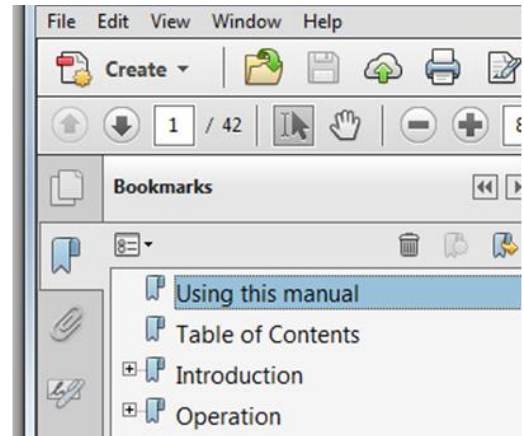 File Edit View Window Help
Create
1 / 42
Bookmarks
Using this manual
Table of Contents
Introduction
Operation